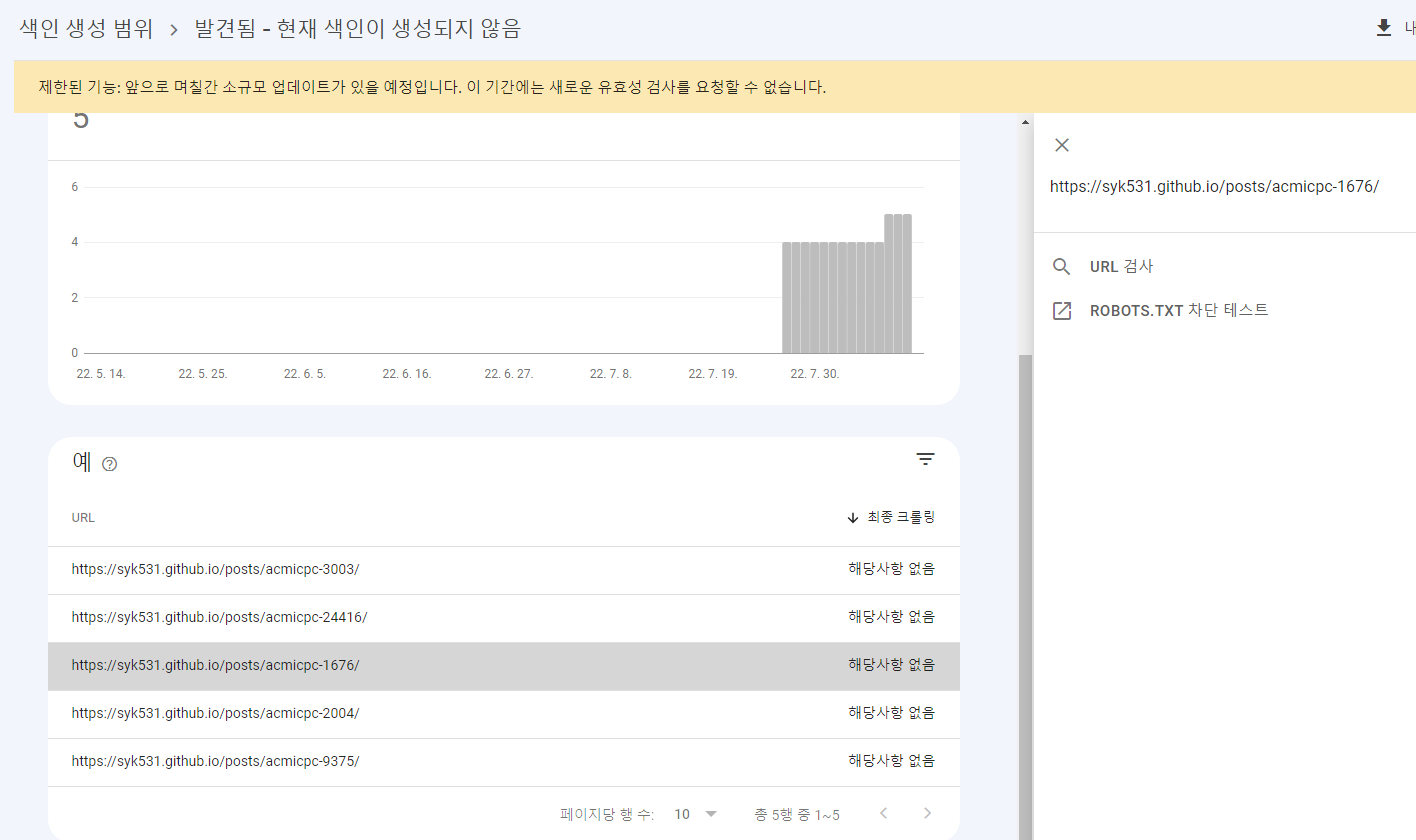 색인 생성 범위 > 발견됨 – 현재 색인이 생성되지 않음
제한된 기능: 앞으로 며칠간 소규모 업데이트가 있을 예정입니다. 이 기간에는 새로운 유효성 검사를 요청할 수 없습니다.
5
6
4
2
0
22. 5. 14. 22. 5. 25. 22. 6. 5. 22. 6. 16. 22. 6. 27. 22. 7. 8. 22. 7. 19. 22. 7. 30.
예 ?
URL 최종 크롤링
https://syk531.github.io/posts/acmicpc-3003/ 해당사항 없음
https://syk531.github.io/posts/acmicpc-24416/ 해당사항 없음
https://syk531.github.io/posts/acmicpc-1676/ 해당사항 없음
https://syk531.github.io/posts/acmicpc-2004/ 해당사항 없음
https://syk531.github.io/posts/acmicpc-9375/ 해당사항 없음
페이지당 행 수: 10 총 5행 중 1~5
https://syk531.github.io/posts/acmicpc-1676/
URL 검사
ROBOTS.TXT 차단 테스트